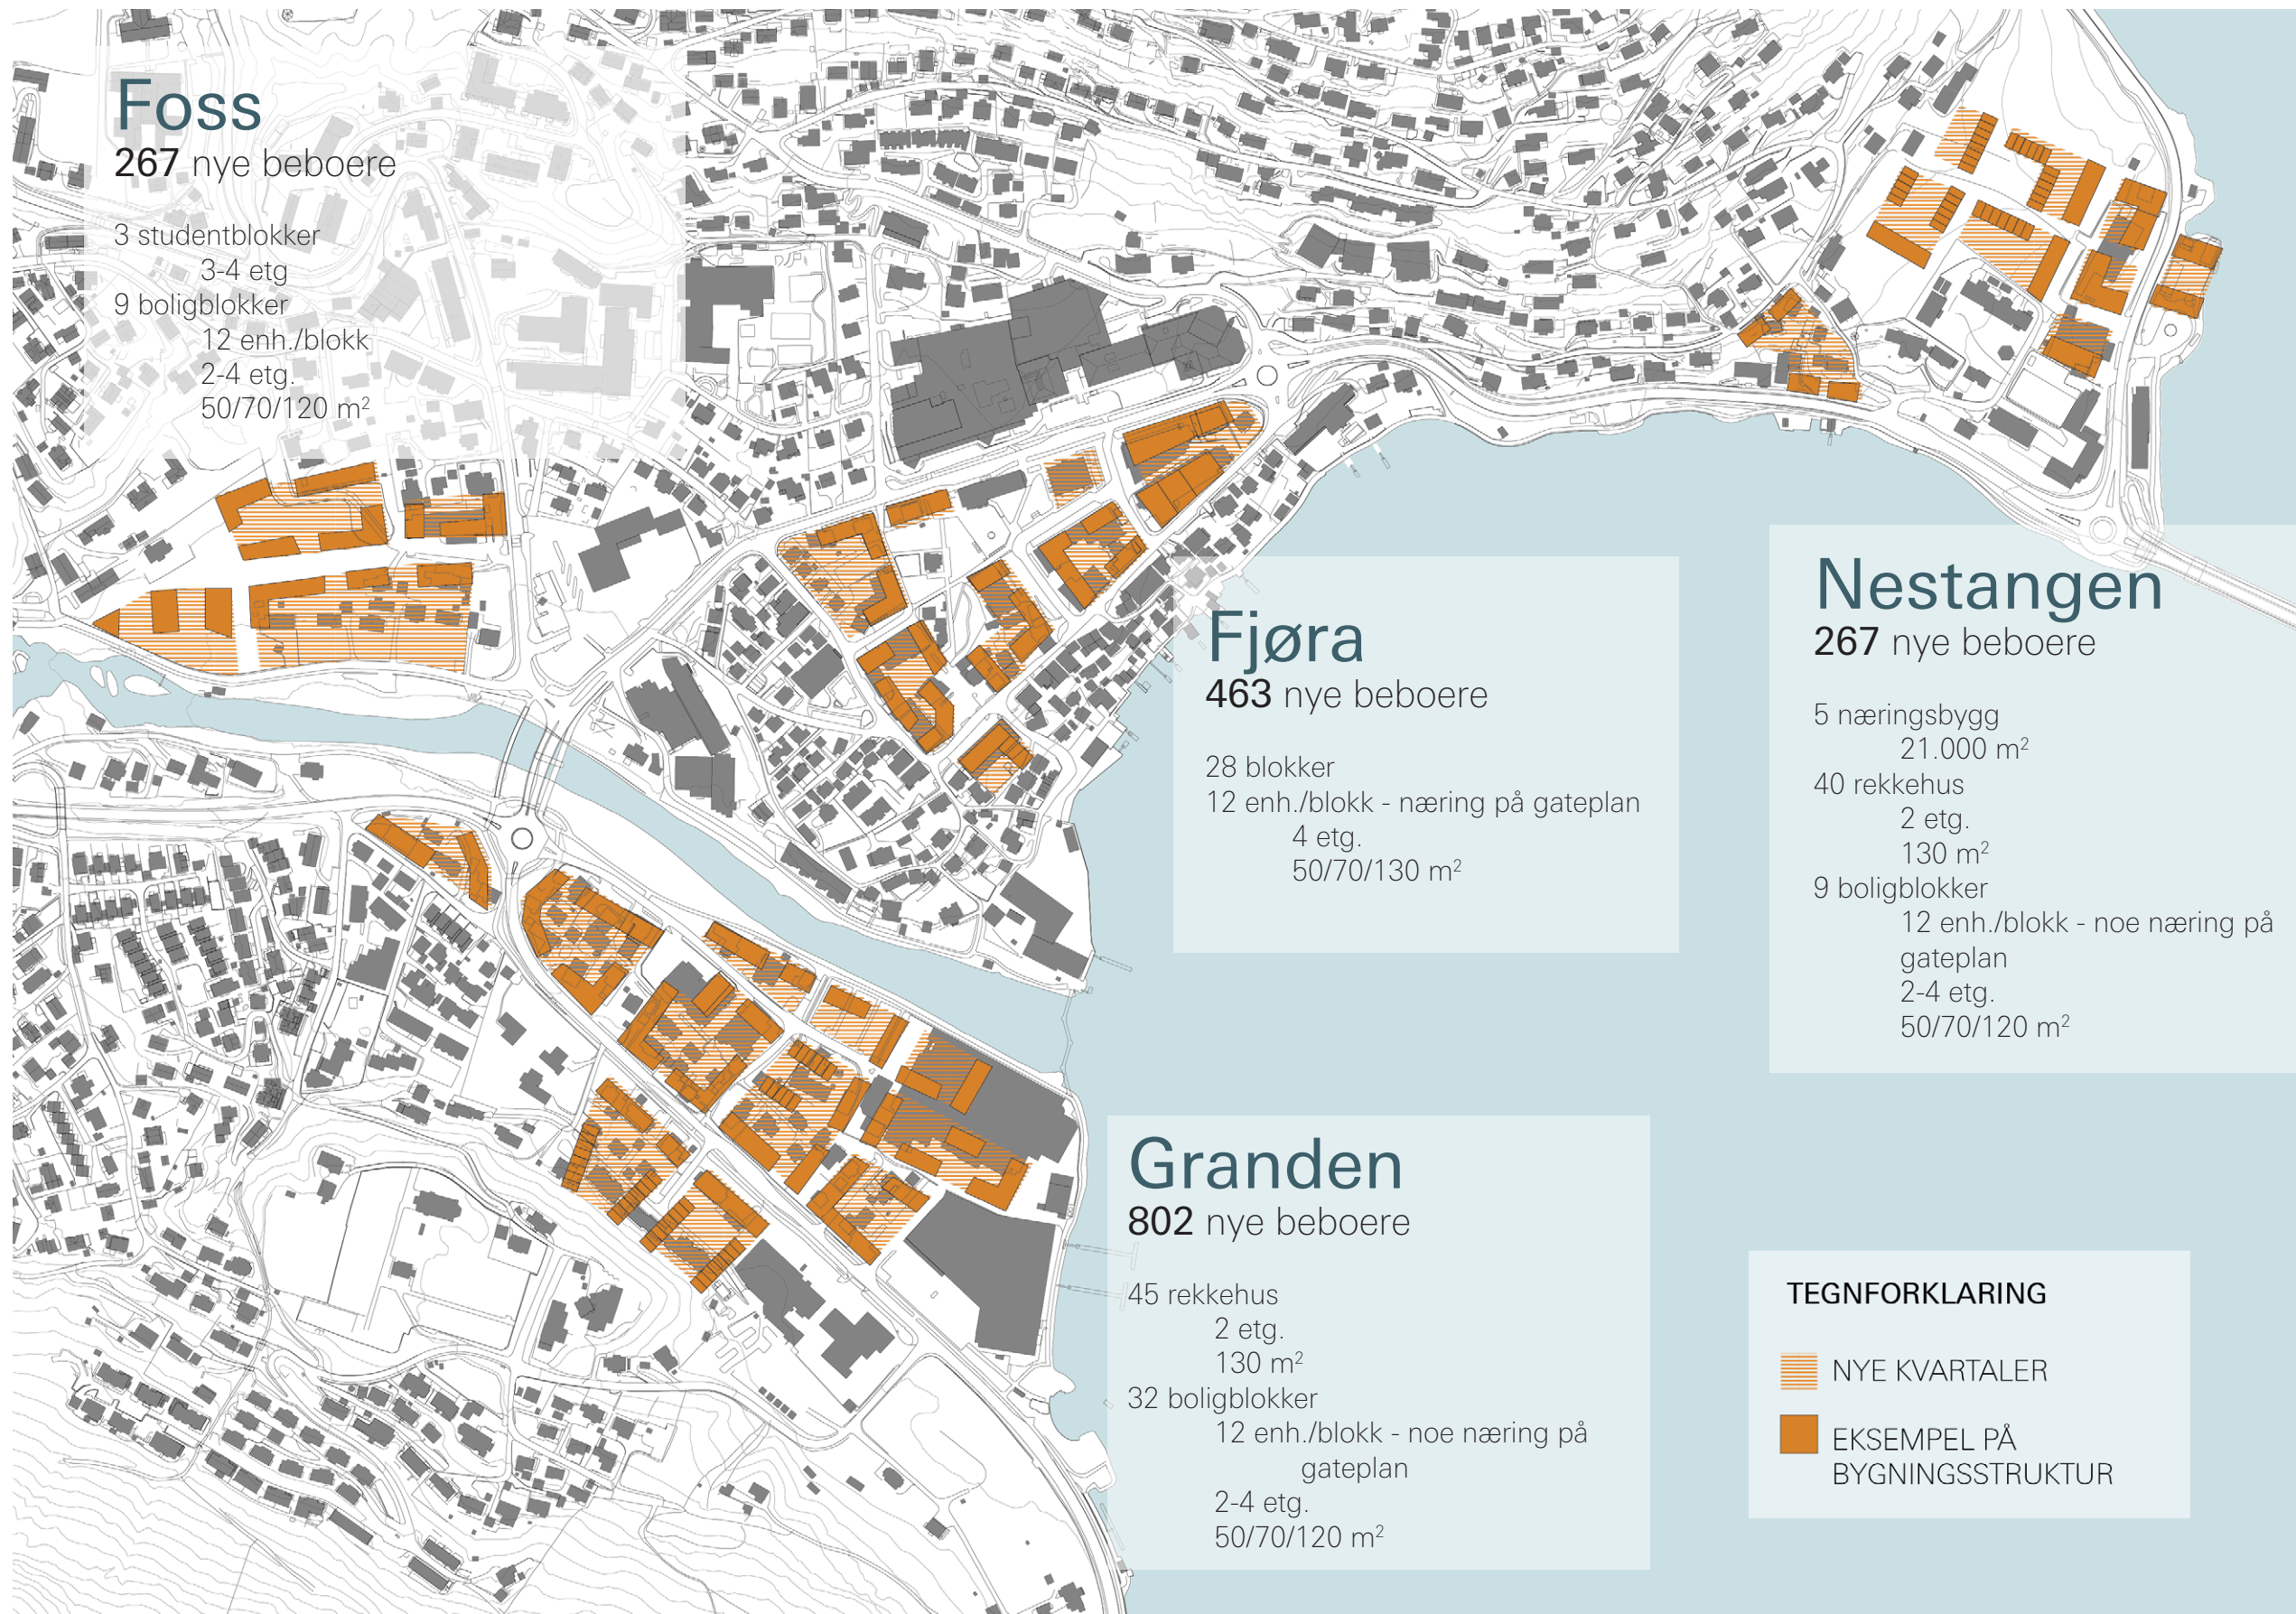 Foss
267 nye beboere
3 studentblokker
3-4 etg
9 boligblokker
12 enh./blokk
2-4 etg.
50/70/120 m²
Fjøra
463 nye beboere
28 blokker
12 enh./blokk - næring på gateplan
4 etg.
50/70/130 m²
Nestangen
267 nye beboere
5 næringsbygg
21.000 m²
40 rekkehus
2 etg.
130 m²
9 boligblokker
12 enh./blokk - noe næring på
gateplan
2-4 etg.
50/70/120 m²
Granden
802 nye beboere
45 rekkehus
2 etg.
130 m²
32 boligblokker
12 enh./blokk - noe næring på
gateplan
2-4 etg.
50/70/120 m²
TEGNFORKLARING
NYE KVARTALER
EKSEMPEL PÅ
BYGNINGSSTRUKTUR